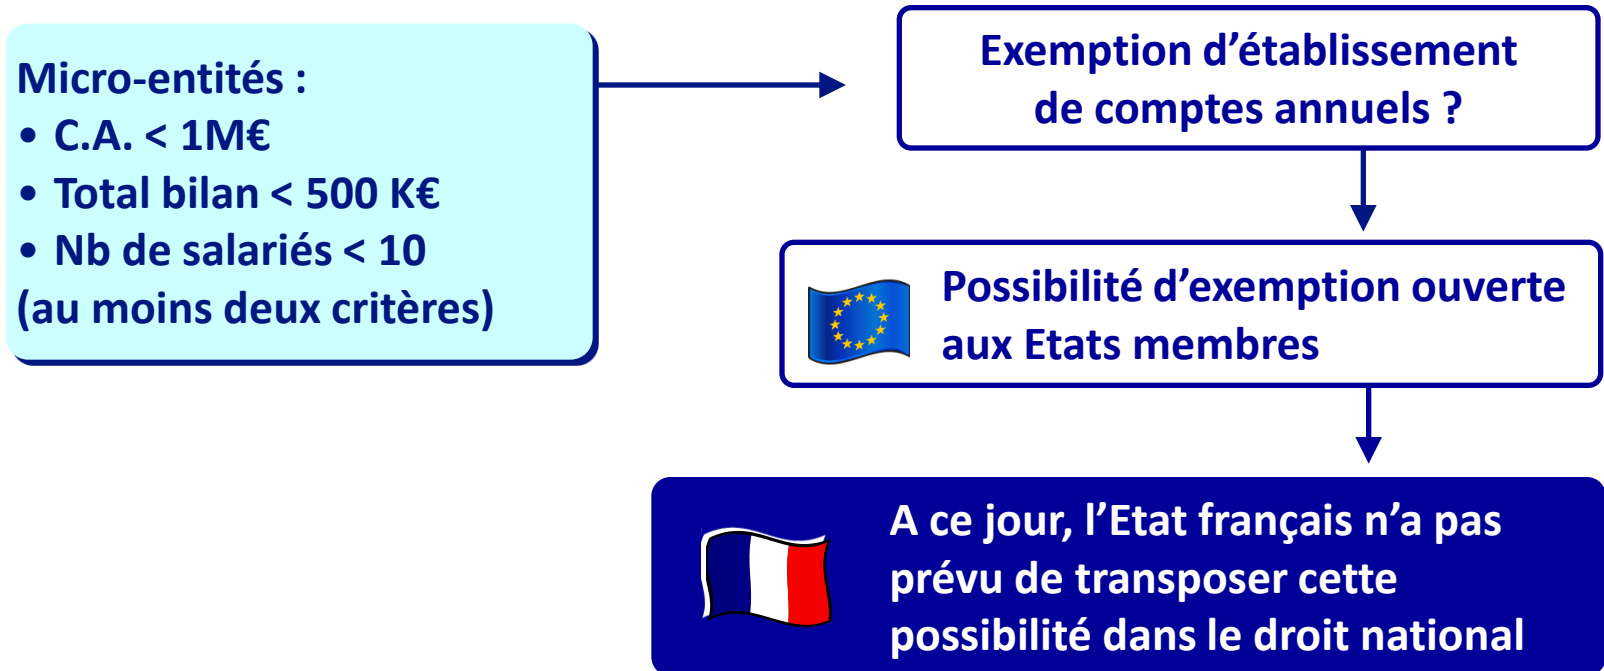 Micro-entités :
• C.A. < 1M€
• Total bilan < 500 K€
• Nb de salariés < 10
(au moins deux critères)
Exemption d’établissement
de comptes annuels ?
Possibilité d’exemption ouverte
aux Etats membres
A ce jour, l’Etat français n’a pas
prévu de transposer cette
possibilité dans le droit national